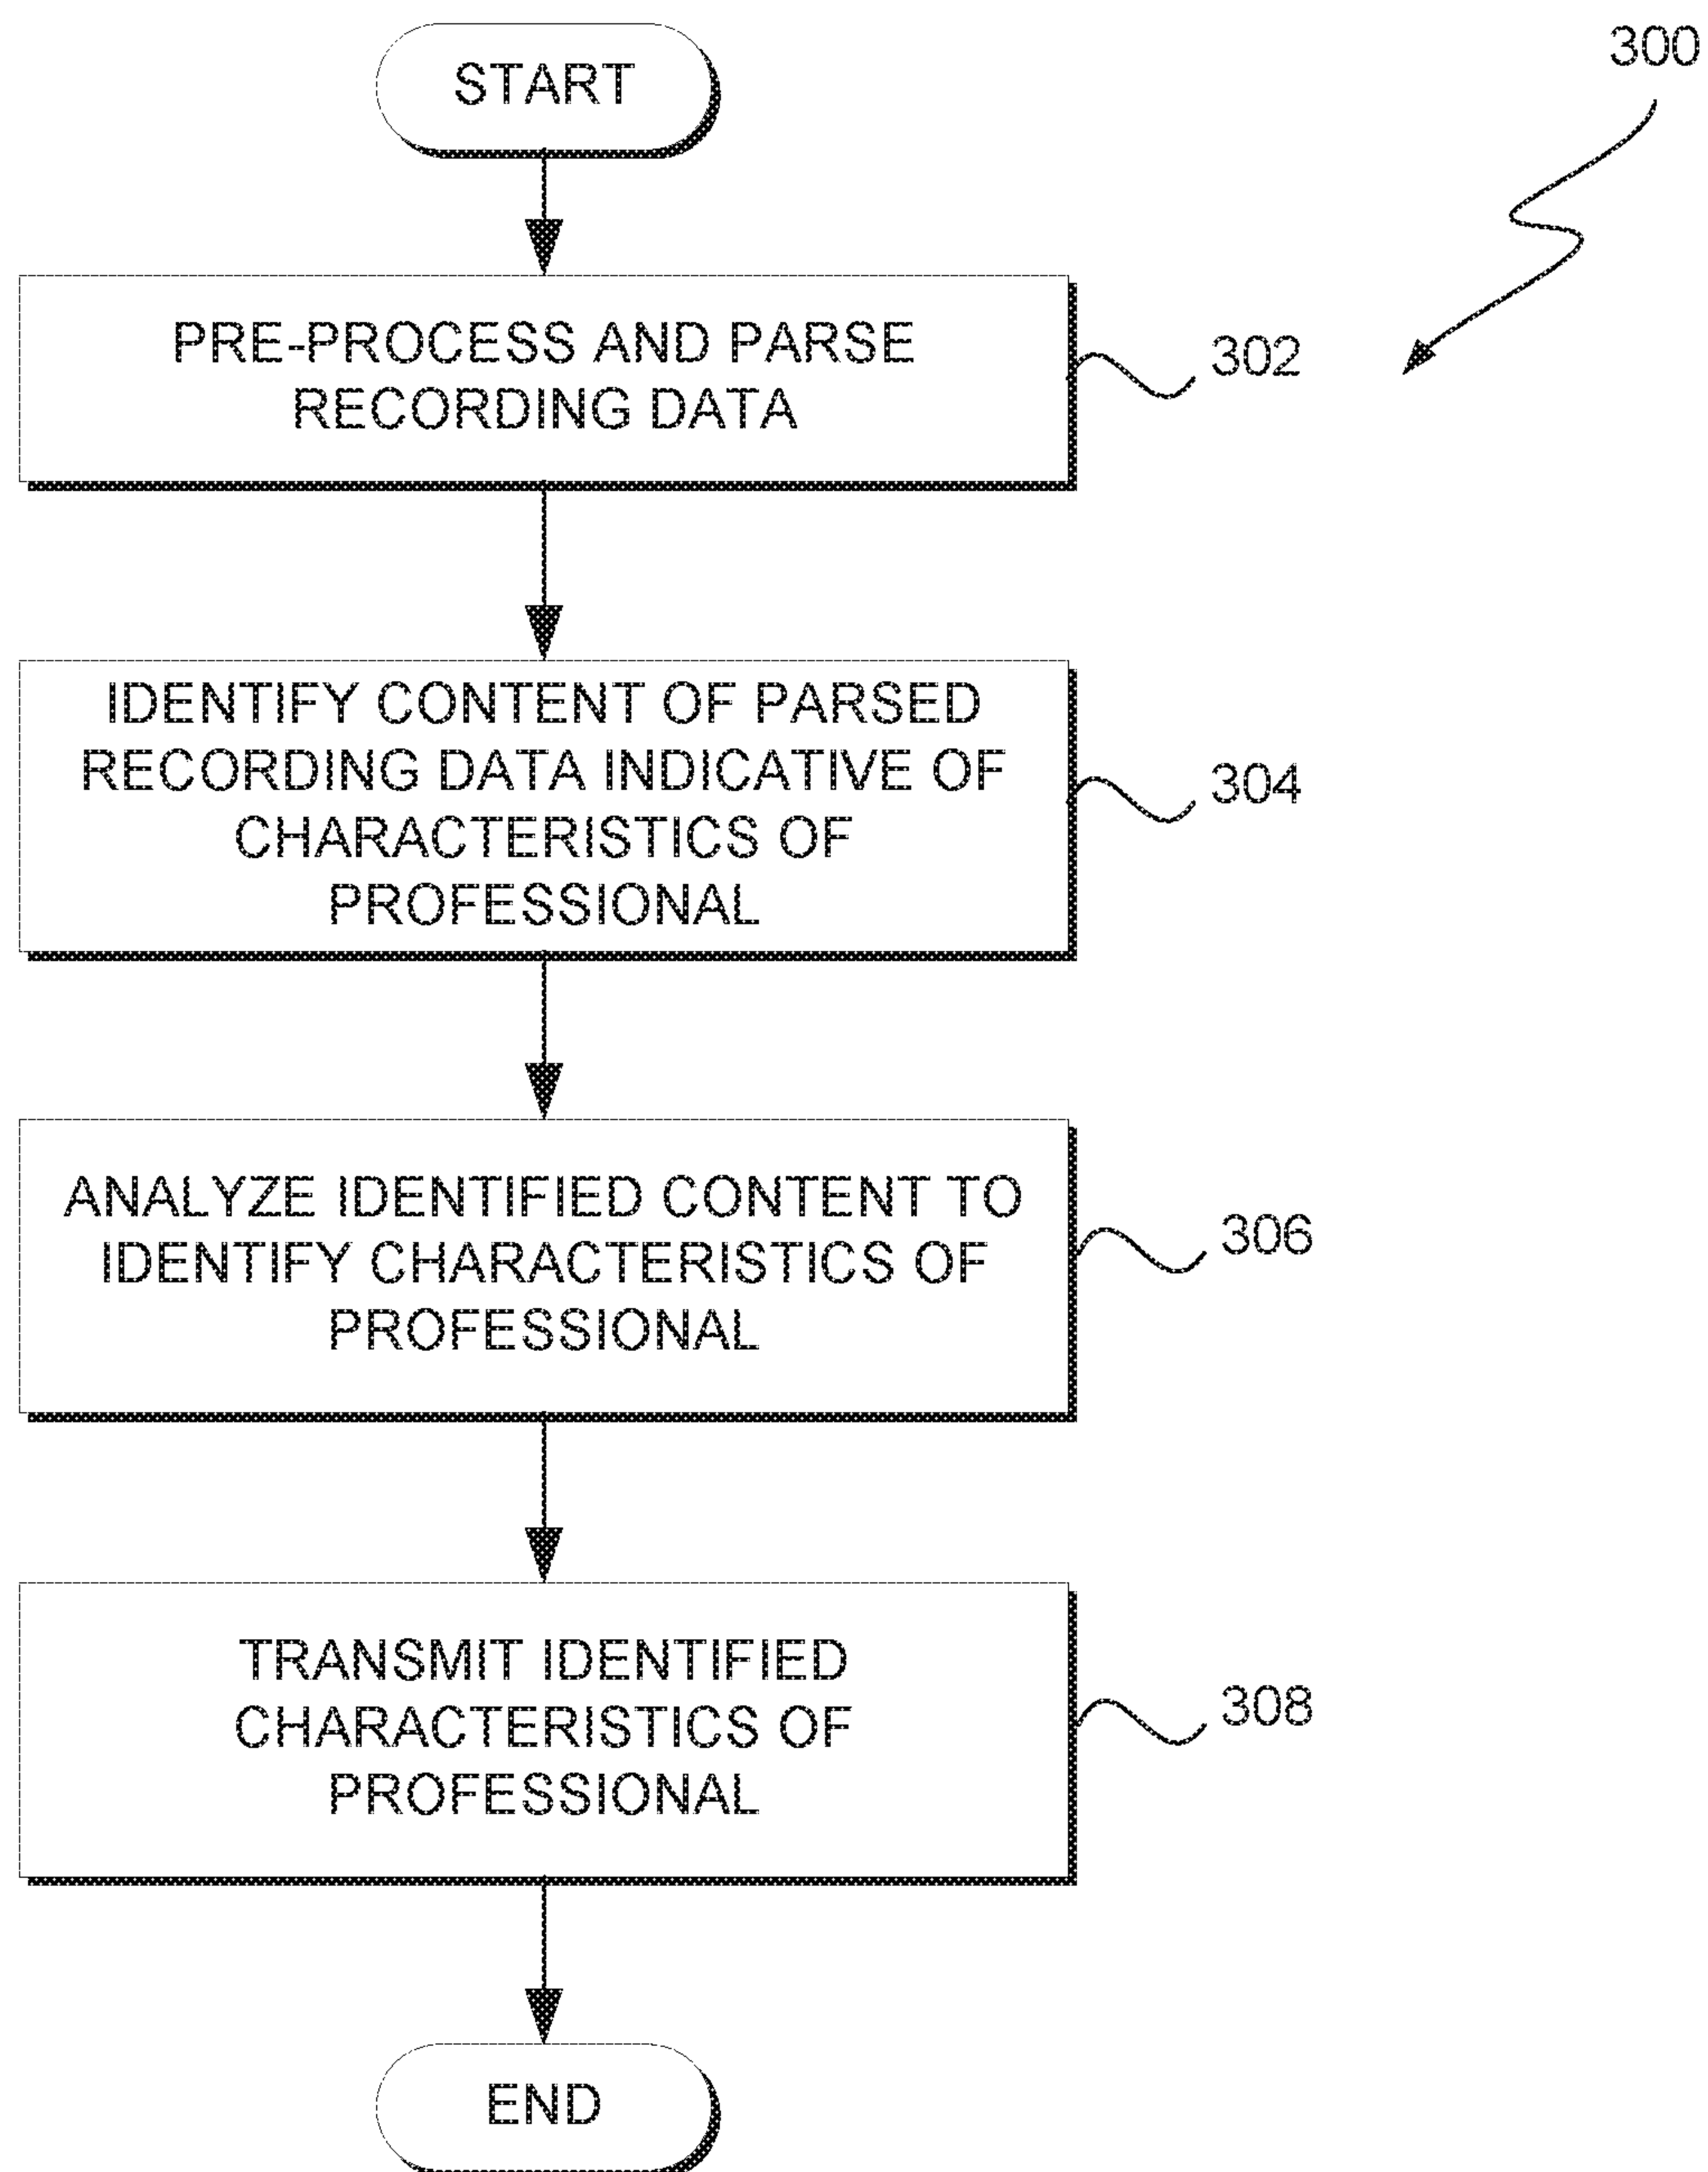 START
300
PRE-PROCESS AND PARSE
RECORDING DATA
302
IDENTIFY CONTENT OF PARSED
RECORDING DATA INDICATIVE OF
CHARACTERISTICS OF
PROFESSIONAL
304
ANALYZE IDENTIFIED CONTENT TO
IDENTIFY CHARACTERISTICS OF
PROFESSIONAL
306
TRANSMIT IDENTIFIED
CHARACTERISTICS OF
PROFESSIONAL
308
END